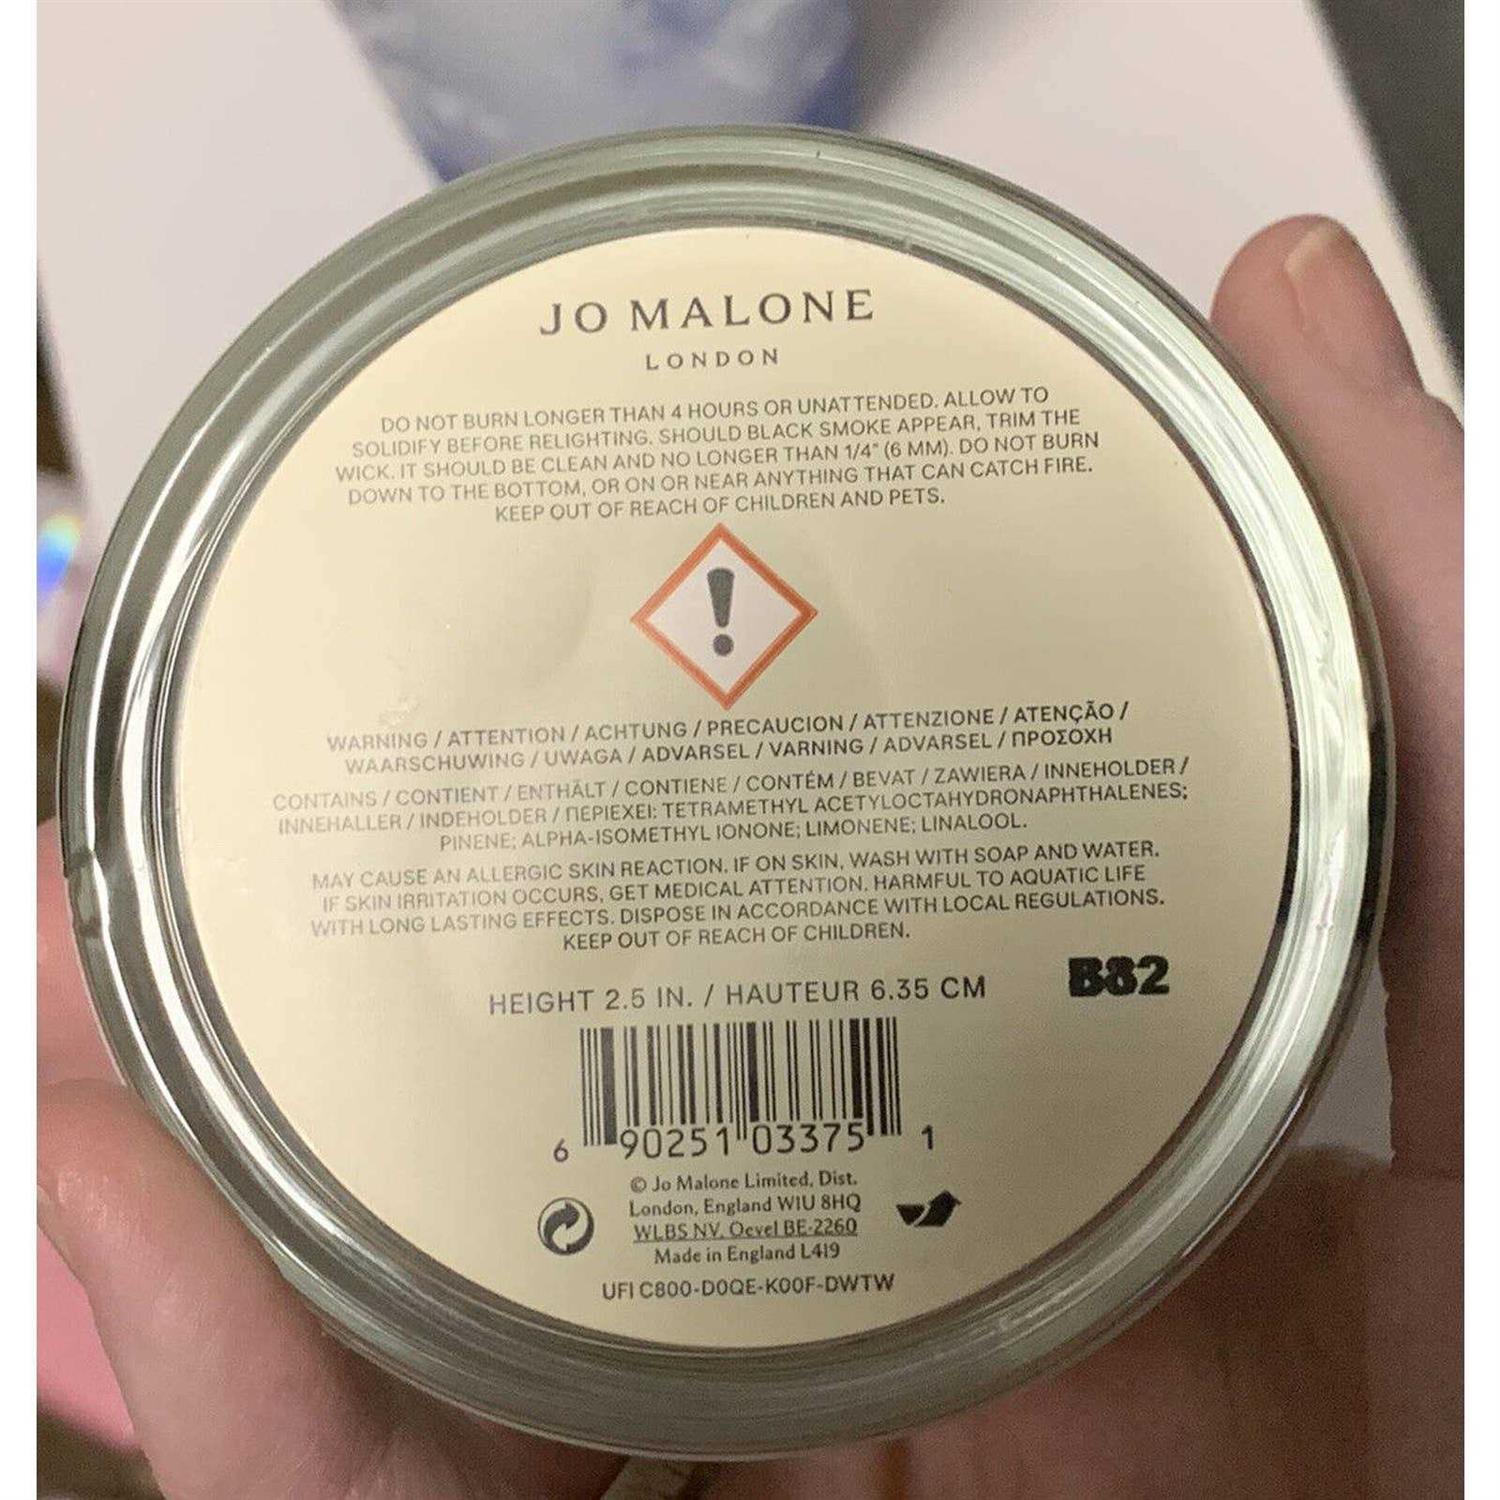 JO MALONE
LONDON
DO NOT BURN LONGER THAN 4 HOURS OR UNATTENDED. ALLOW TO
SOLIDIFY BEFORE RELIGHTING. SHOULD BLACK SMOKE APPEAR, TRIM THE
WICK. IT SHOULD BE CLEAN AND NO LONGER THAN 1/4" (6 MM). DO NOT BURN
DOWN TO THE BOTTOM, OR ON OR NEAR ANYTHING THAT CAN CATCH FIRE.
KEEP OUT OF REACH OF CHILDREN AND PETS.
WARNING / ATTENTION / ACHTUNG / PRECAUCION / ATTENZIONE / ATENÇÃO /
WAARSCHUWING / UWAGA / ADVARSEL / VARNING / ADVARSEL / ΠΡΟΣΟΧΗ
CONTAINS / CONTIENT / ENTHÄLT / CONTIENE / CONTÉM / BEVAT / ZAWIERA / INNEHOLDER /
INNEHALLER / INDEHOLDER / ΠΕΡΙΕΧΕΙ: TETRAMETHYL ACETYLOCTAHYDRONAPHTHALENES;
PINENE; ALPHA-ISOMETHYL IONONE; LIMONENE; LINALOOL.
MAY CAUSE AN ALLERGIC SKIN REACTION. IF ON SKIN, WASH WITH SOAP AND WATER.
IF SKIN IRRITATION OCCURS, GET MEDICAL ATTENTION. HARMFUL TO AQUATIC LIFE
WITH LONG LASTING EFFECTS. DISPOSE IN ACCORDANCE WITH LOCAL REGULATIONS.
KEEP OUT OF REACH OF CHILDREN.
HEIGHT 2.5 IN. / HAUTEUR 6.35 CM
B82
6 90251 03375 1
© Jo Malone Limited, Dist.
London, England W1U 8HQ
WLBS NV, Oevel BE-2260
Made in England L419
UFI C800-D0QE-K00F-DWTW